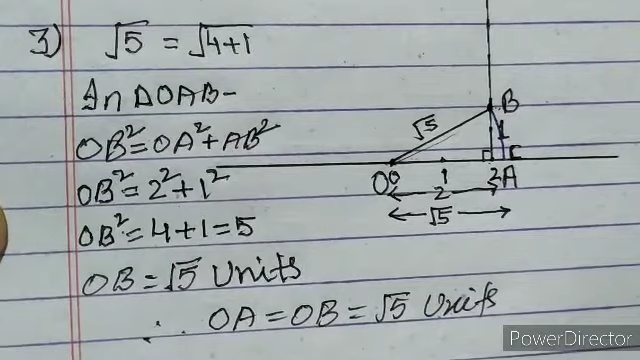 3) √5 = √4+1
In ΔOAB-
OB²=OA²+AB²
OB²=2²+1²
OB²=4+1=5
OB=√5 Units
∴ OA=OB=√5 Units
B
√5
1
C
O 0 1 2 A
2
√5
PowerDirector